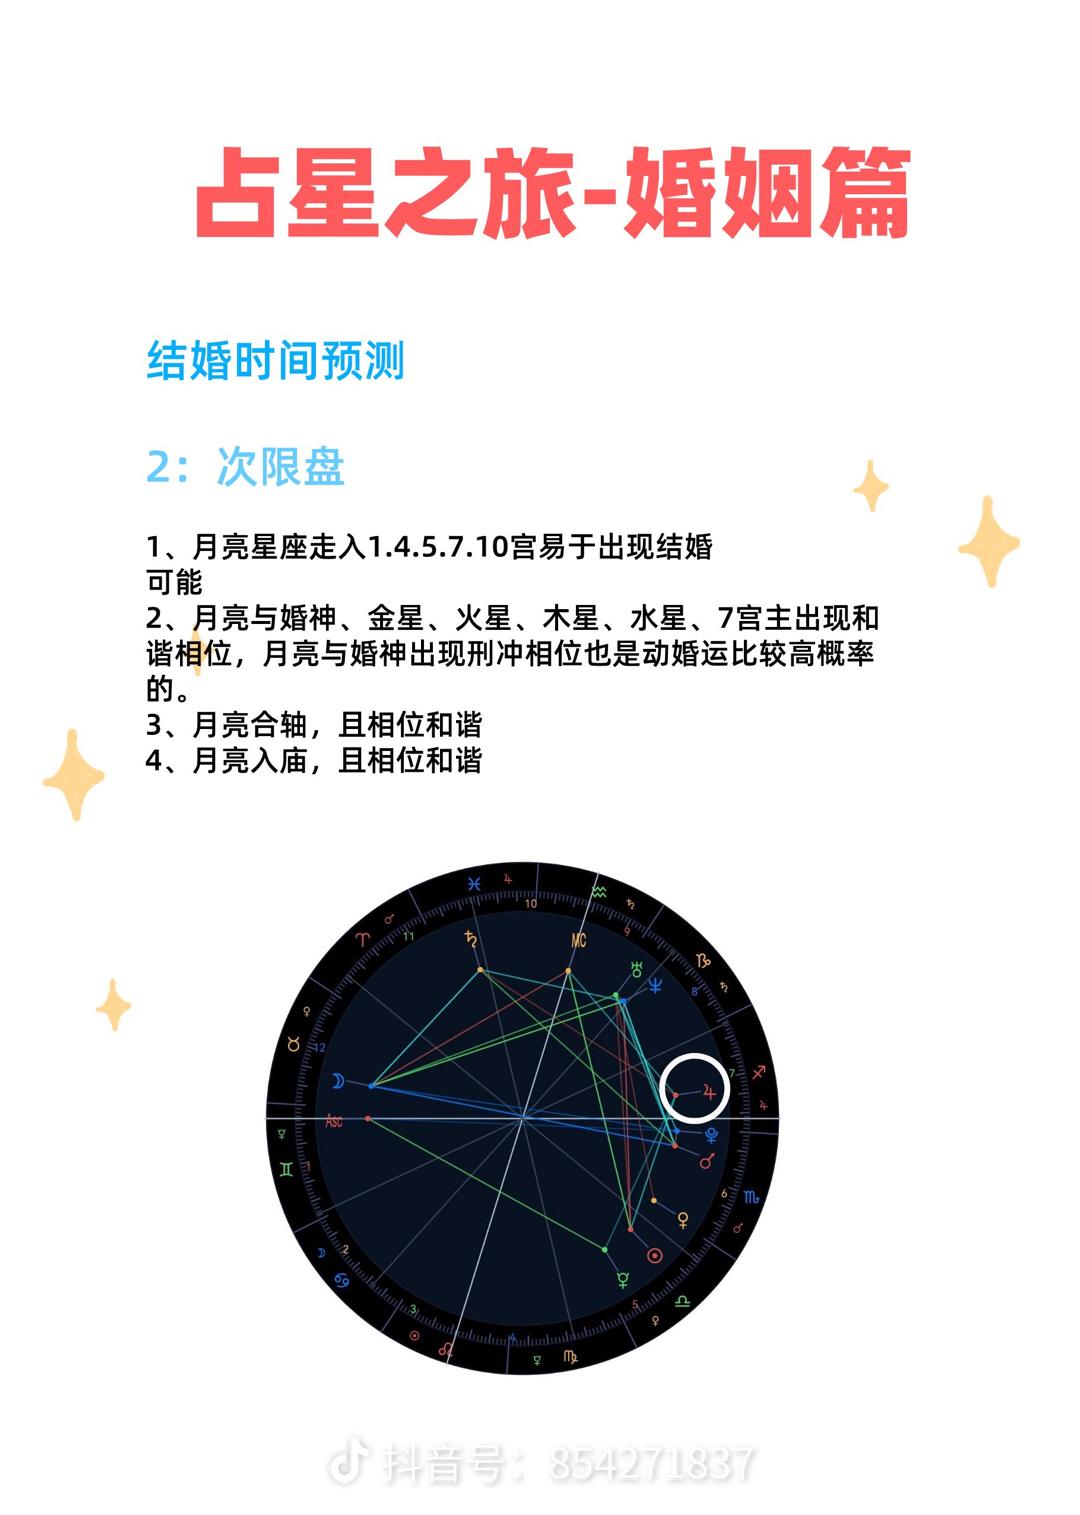 占星之旅-婚姻篇
结婚时间预测
2：次限盘
1、月亮星座走入1.4.5.7.10宫易于出现结婚
可能
2、月亮与婚神、金星、火星、木星、水星、7宫主出现和
谐相位，月亮与婚神出现刑冲相位也是动婚运比较高概率
的。
3、月亮合轴，且相位和谐
4、月亮入庙，且相位和谐
10
9
11
MC
8
12
7
Asc
1
6
2
5
3
4
抖音号：854271837